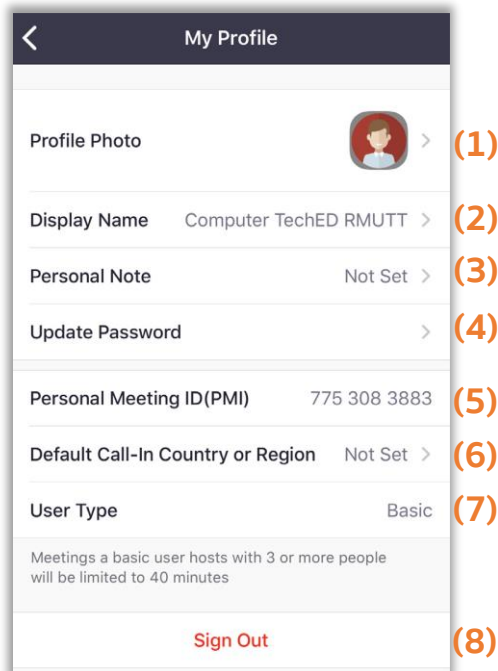 My Profile
Profile Photo (1)
Display Name Computer TechED RMUTT (2)
Personal Note Not Set (3)
Update Password (4)
Personal Meeting ID(PMI) 775 308 3883 (5)
Default Call-In Country or Region Not Set (6)
User Type Basic (7)
Meetings a basic user hosts with 3 or more people
will be limited to 40 minutes
Sign Out (8)